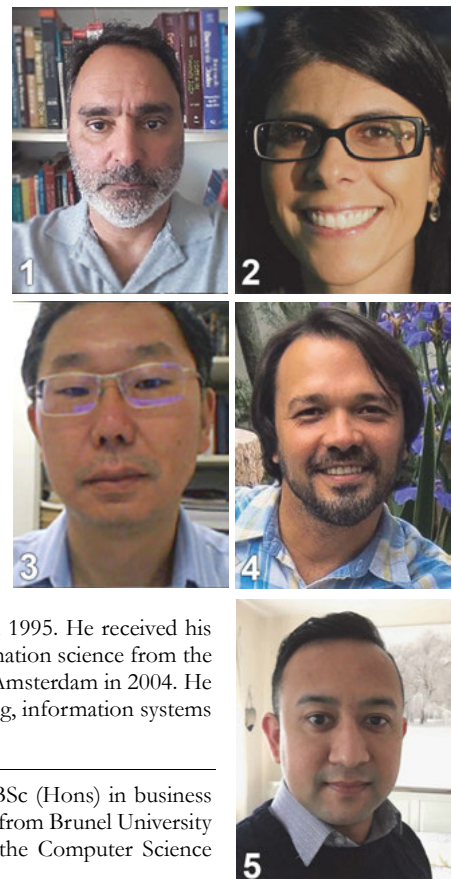 1
2
3
4
1995. He received his
nation science from the
Amsterdam in 2004. He
g, information systems
BSc (Hons) in business
from Brunel University
the Computer Science
5